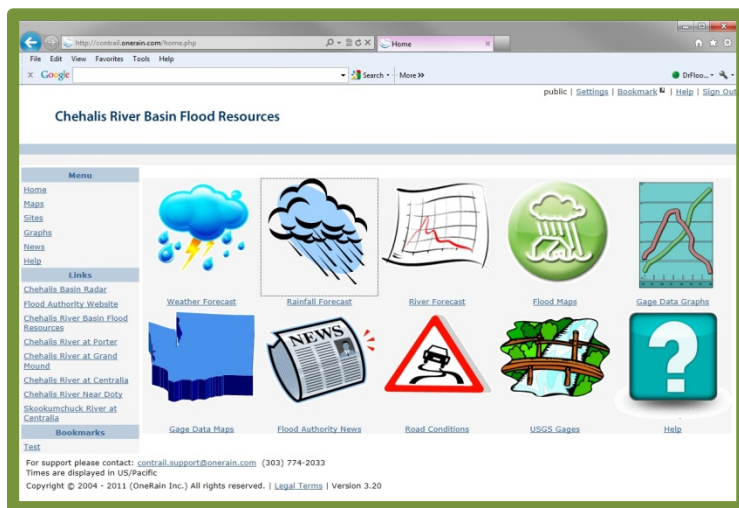 http://contrail.onerain.com/home.php
Home
File Edit View Favorites Tools Help
x Google Search More >> DrFloo...
public | Settings | Bookmark | Help | Sign Out
Chehalis River Basin Flood Resources
Menu
Home
Maps
Sites
Graphs
News
Help
Links
Chehalis Basin Radar
Flood Authority Website
Chehalis River Basin Flood
Resources
Chehalis River at Porter
Chehalis River at Grand
Mound
Chehalis River at Centralia
Chehalis River Near Doty
Skookumchuck River at
Centralia
Bookmarks
Test
Weather Forecast
Rainfall Forecast
River Forecast
Flood Maps
Gage Data Graphs
NEWS
?
Gage Data Maps
Flood Authority News
Road Conditions
USGS Gages
Help
For support please contact: contrail.support@onerain.com (303) 774-2033
Times are displayed in US/Pacific
Copyright © 2004 - 2011 (OneRain Inc.) All rights reserved. | Legal Terms | Version 3.20